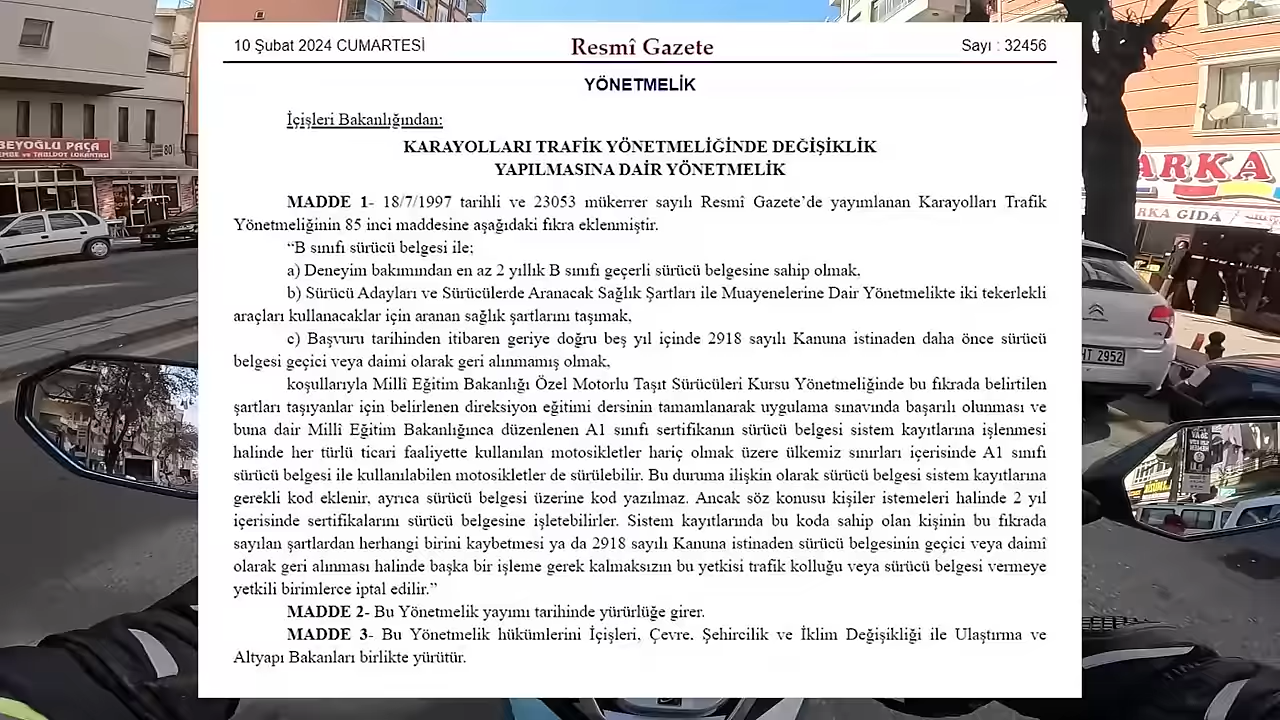 10 Şubat 2024 CUMARTESİ
Resmî Gazete
Sayı : 32456
YÖNETMELİK
İçişleri Bakanlığından:
KARAYOLLARI TRAFİK YÖNETMELİĞİNDE DEĞİŞİKLİK
YAPILMASINA DAİR YÖNETMELİK
MADDE 1- 18/7/1997 tarihli ve 23053 mükerrer sayılı Resmî Gazete’de yayımlanan Karayolları Trafik
Yönetmeliğinin 85 inci maddesine aşağıdaki fıkra eklenmiştir.
“B sınıfı sürücü belgesi ile;
a) Deneyim bakımından en az 2 yıllık B sınıfı geçerli sürücü belgesine sahip olmak,
b) Sürücü Adayları ve Sürücülerde Aranacak Sağlık Şartları ile Muayenelerine Dair Yönetmelikte iki tekerlekli
araçları kullanacaklar için aranan sağlık şartlarını taşımak,
c) Başvuru tarihinden itibaren geriye doğru beş yıl içinde 2918 sayılı Kanuna istinaden daha önce sürücü
belgesi geçici veya daimi olarak geri alınmamış olmak,
koşullarıyla Millî Eğitim Bakanlığı Özel Motorlu Taşıt Sürücüleri Kursu Yönetmeliğinde bu fıkrada belirtilen
şartları taşıyanlar için belirlenen direksiyon eğitimi dersinin tamamlanarak uygulama sınavında başarılı olunması ve
buna dair Millî Eğitim Bakanlığınca düzenlenen A1 sınıfı sertifikanın sürücü belgesi sistem kayıtlarına işlenmesi
halinde her türlü ticari faaliyette kullanılan motosikletler hariç olmak üzere ülkemiz sınırları içerisinde A1 sınıfı
sürücü belgesi ile kullanılabilen motosikletler de sürülebilir. Bu duruma ilişkin olarak sürücü belgesi sistem kayıtlarına
gerekli kod eklenir, ayrıca sürücü belgesi üzerine kod yazılmaz. Ancak söz konusu kişiler istemeleri halinde 2 yıl
içerisinde sertifikalarını sürücü belgesine işletebilirler. Sistem kayıtlarında bu koda sahip olan kişinin bu fıkrada
sayılan şartlardan herhangi birini kaybetmesi ya da 2918 sayılı Kanuna istinaden sürücü belgesinin geçici veya daimî
olarak geri alınması halinde başka bir işleme gerek kalmaksızın bu yetkisi trafik kolluğu veya sürücü belgesi vermeye
yetkili birimlerce iptal edilir.”
MADDE 2- Bu Yönetmelik yayımı tarihinde yürürlüğe girer.
MADDE 3- Bu Yönetmelik hükümlerini İçişleri, Çevre, Şehircilik ve İklim Değişikliği ile Ulaştırma ve
Altyapı Bakanları birlikte yürütür.
BEYOĞLU PAÇA
EMBE ve TABLDOT LOKANTASI
80
ARKA
RKA GIDA
HT 2952